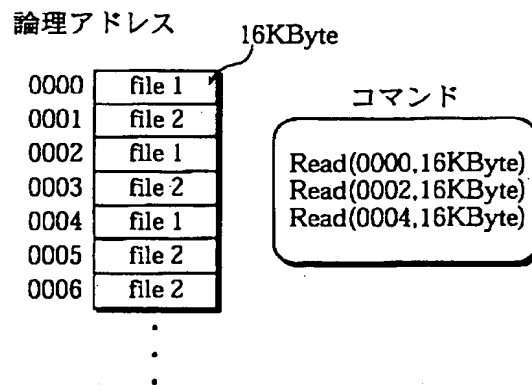 論理アドレス
16KByte
0000 file 1
0001 file 2
0002 file 1
0003 file 2
0004 file 1
0005 file 2
0006 file 2
コマンド
Read(0000,16KByte)
Read(0002,16KByte)
Read(0004,16KByte)